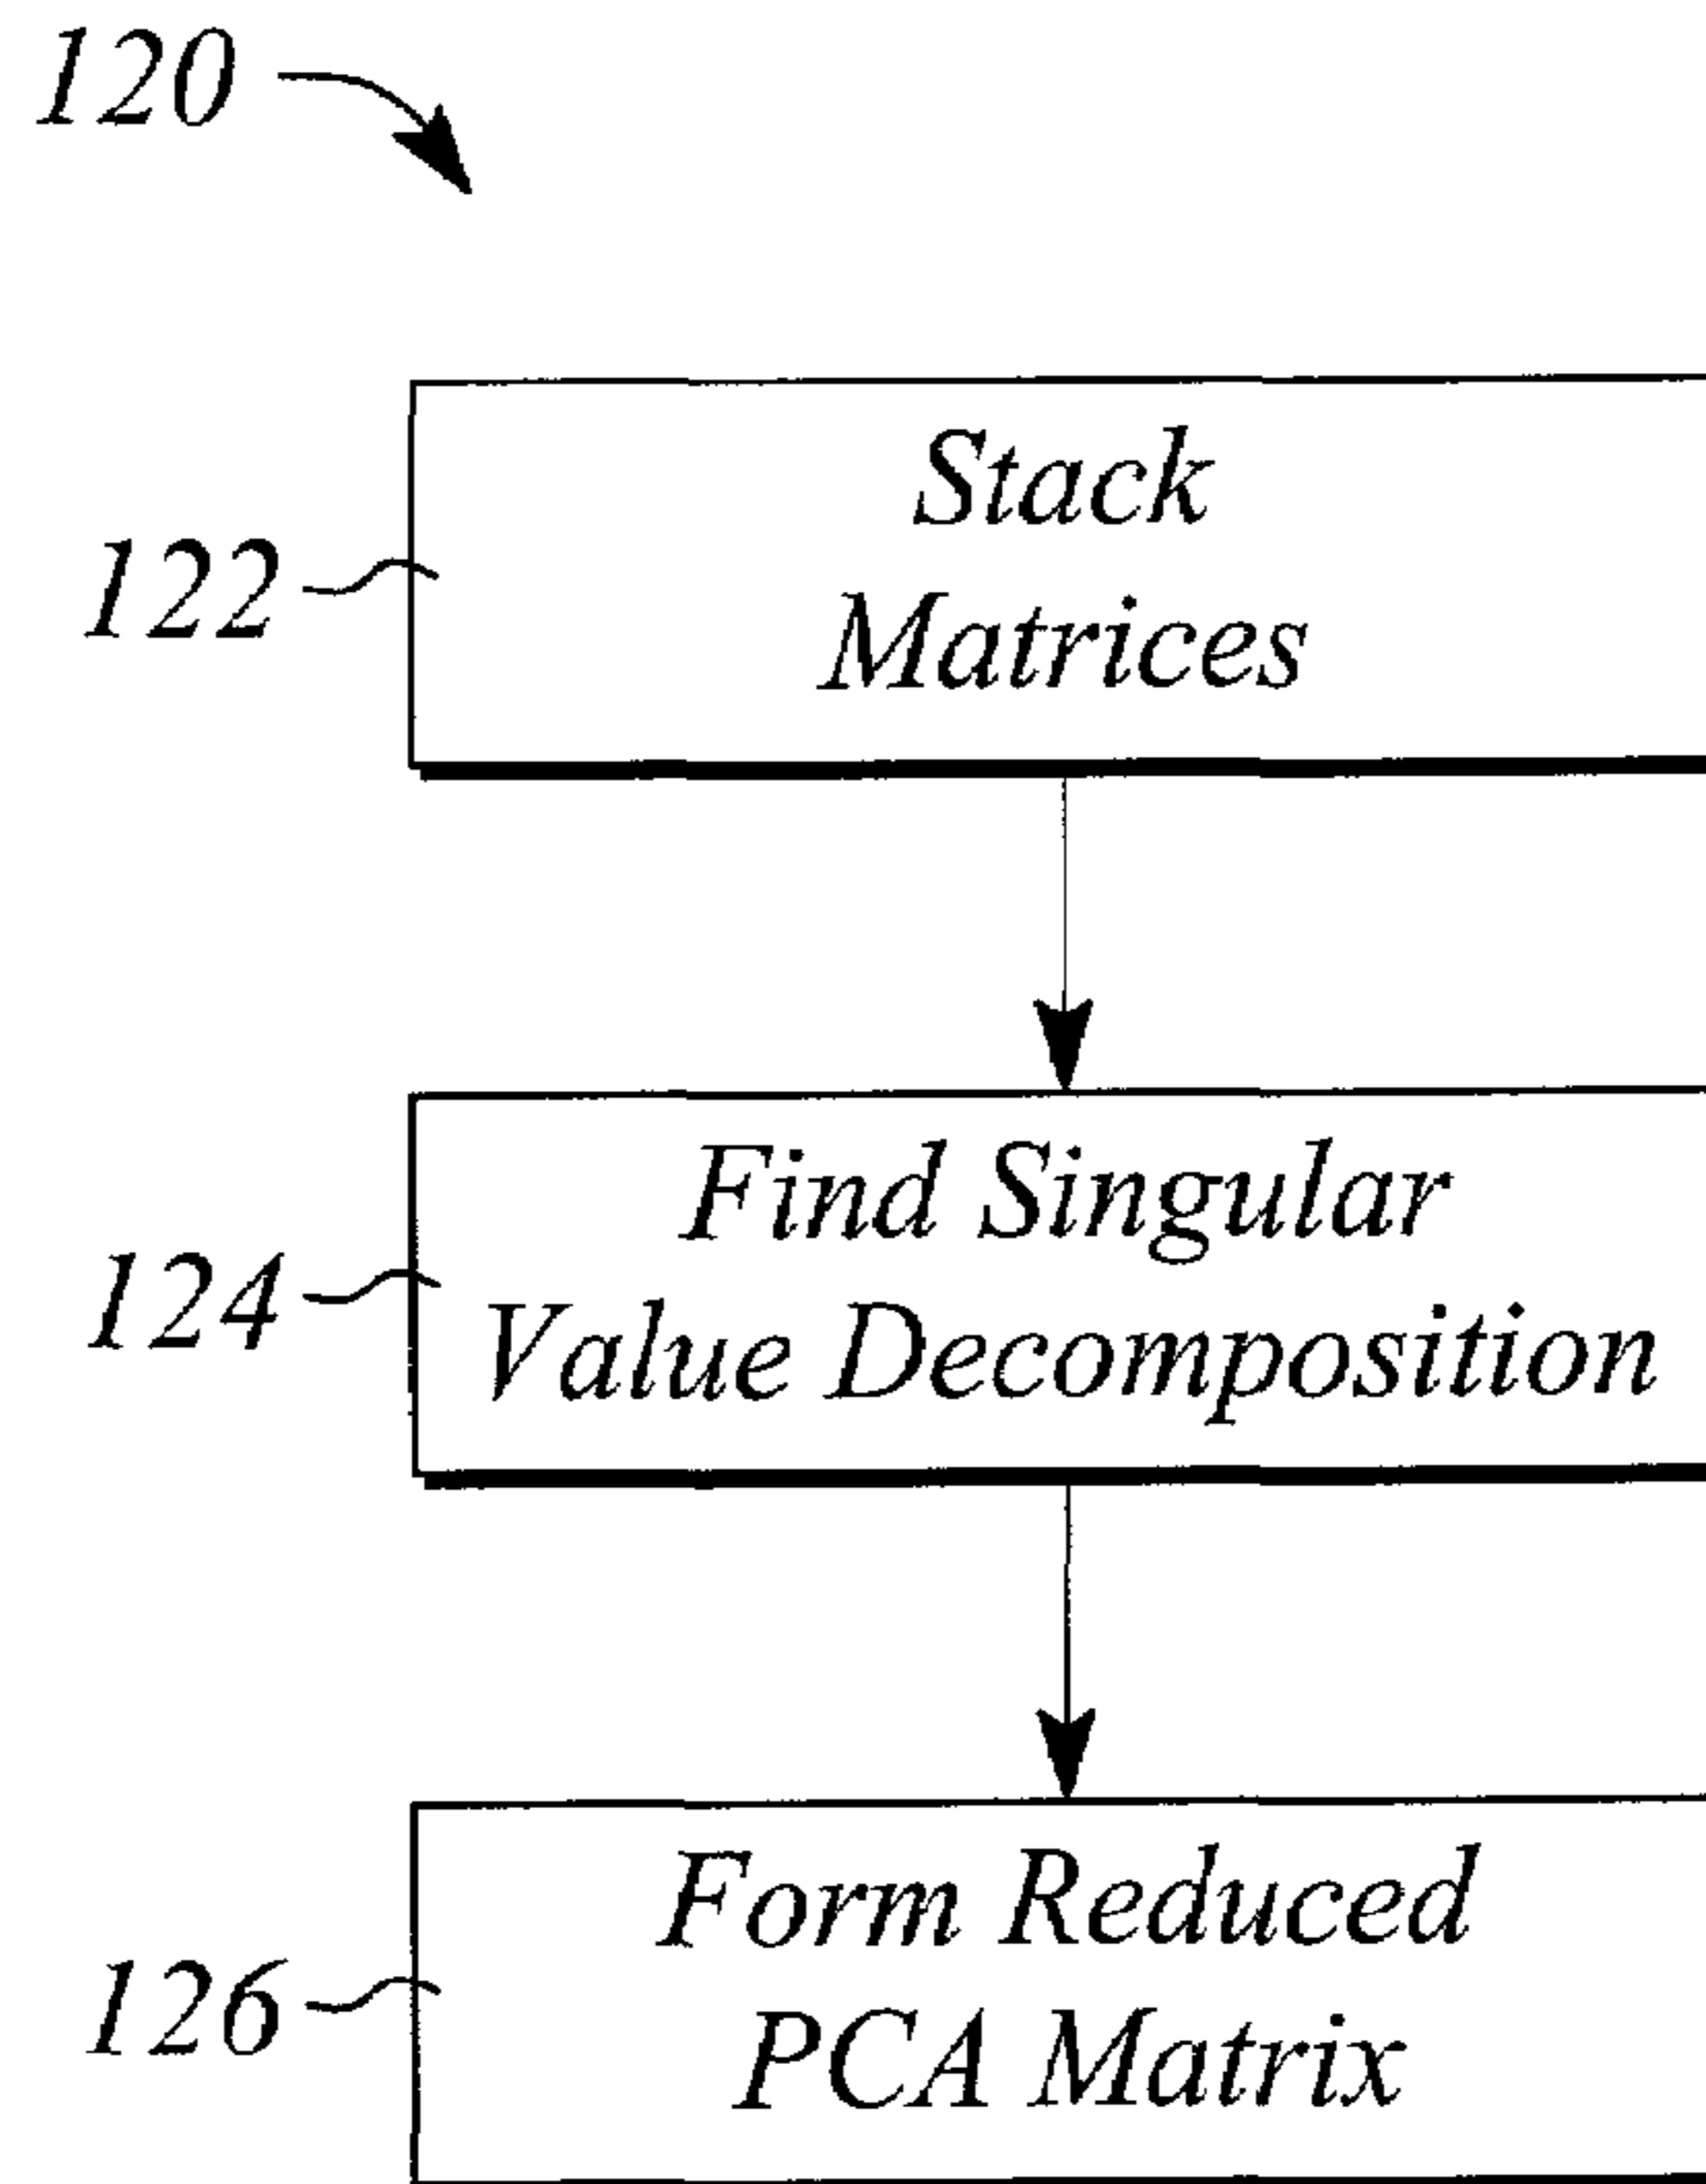 120
122
Stack
Matrices
124
Find Singular
Value Decomposition
126
Form Reduced
PCA Matrix